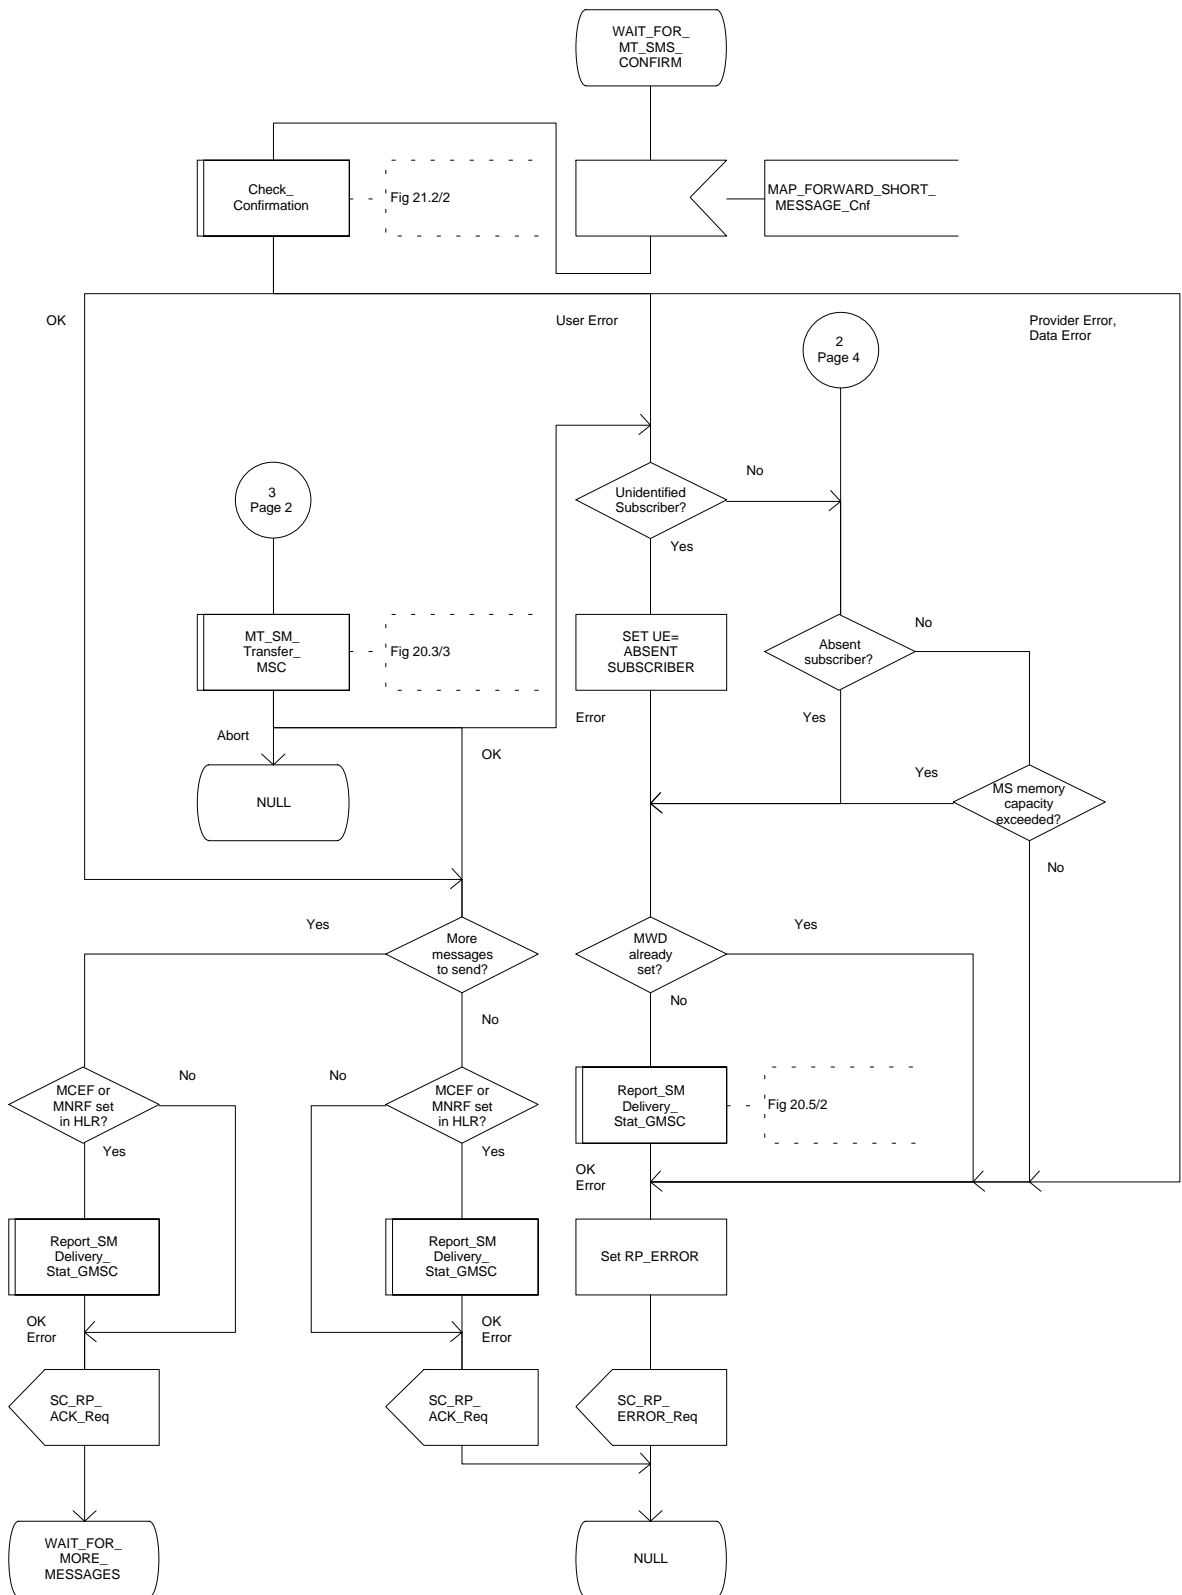 WAIT_FOR_
MT_SMS_
CONFIRM
Check_
Confirmation
Fig 21.2/2
MAP_FORWARD_SHORT_
MESSAGE_Cnf
OK
User Error
Provider Error,
Data Error
2
Page 4
3
Page 2
Unidentified
Subscriber?
No
Yes
MT_SM_
Transfer_
MSC
Fig 20.3/3
SET UE=
ABSENT
SUBSCRIBER
Absent
subscriber?
No
Yes
Error
Abort
OK
NULL
Yes
MS memory
capacity
exceeded?
No
Yes
More
messages
to send?
No
MWD
already
set?
Yes
No
MCEF or
MNRF set
in HLR?
No
Yes
No
MCEF or
MNRF set
in HLR?
Yes
Report_SM
Delivery_
Stat_GMSC
Fig 20.5/2
OK
Error
Report_SM
Delivery_
Stat_GMSC
Report_SM
Delivery_
Stat_GMSC
Set RP_ERROR
OK
Error
OK
Error
SC_RP_
ACK_Req
SC_RP_
ACK_Req
SC_RP_
ERROR_Req
WAIT_FOR_
MORE_
MESSAGES
NULL